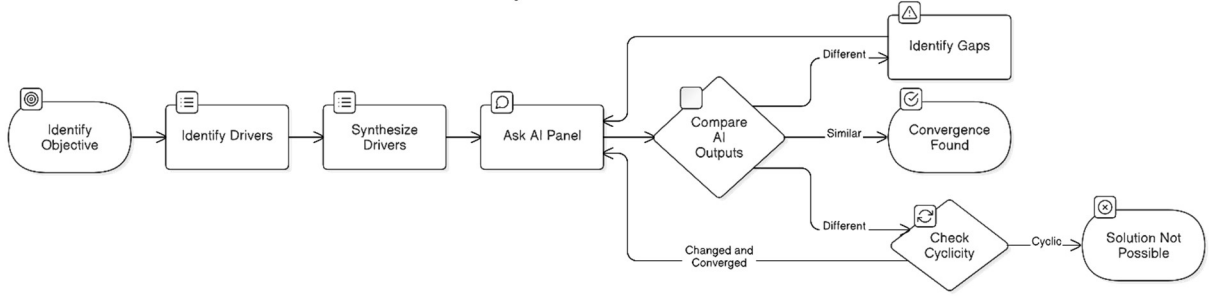 Identify
Objective
Identify Drivers
Synthesize
Drivers
Ask AI Panel
Compare
AI
Outputs
Different
Identify Gaps
Similar
Convergence
Found
Different
Check
Cyclicity
Changed and
Converged
Cyclic
Solution Not
Possible